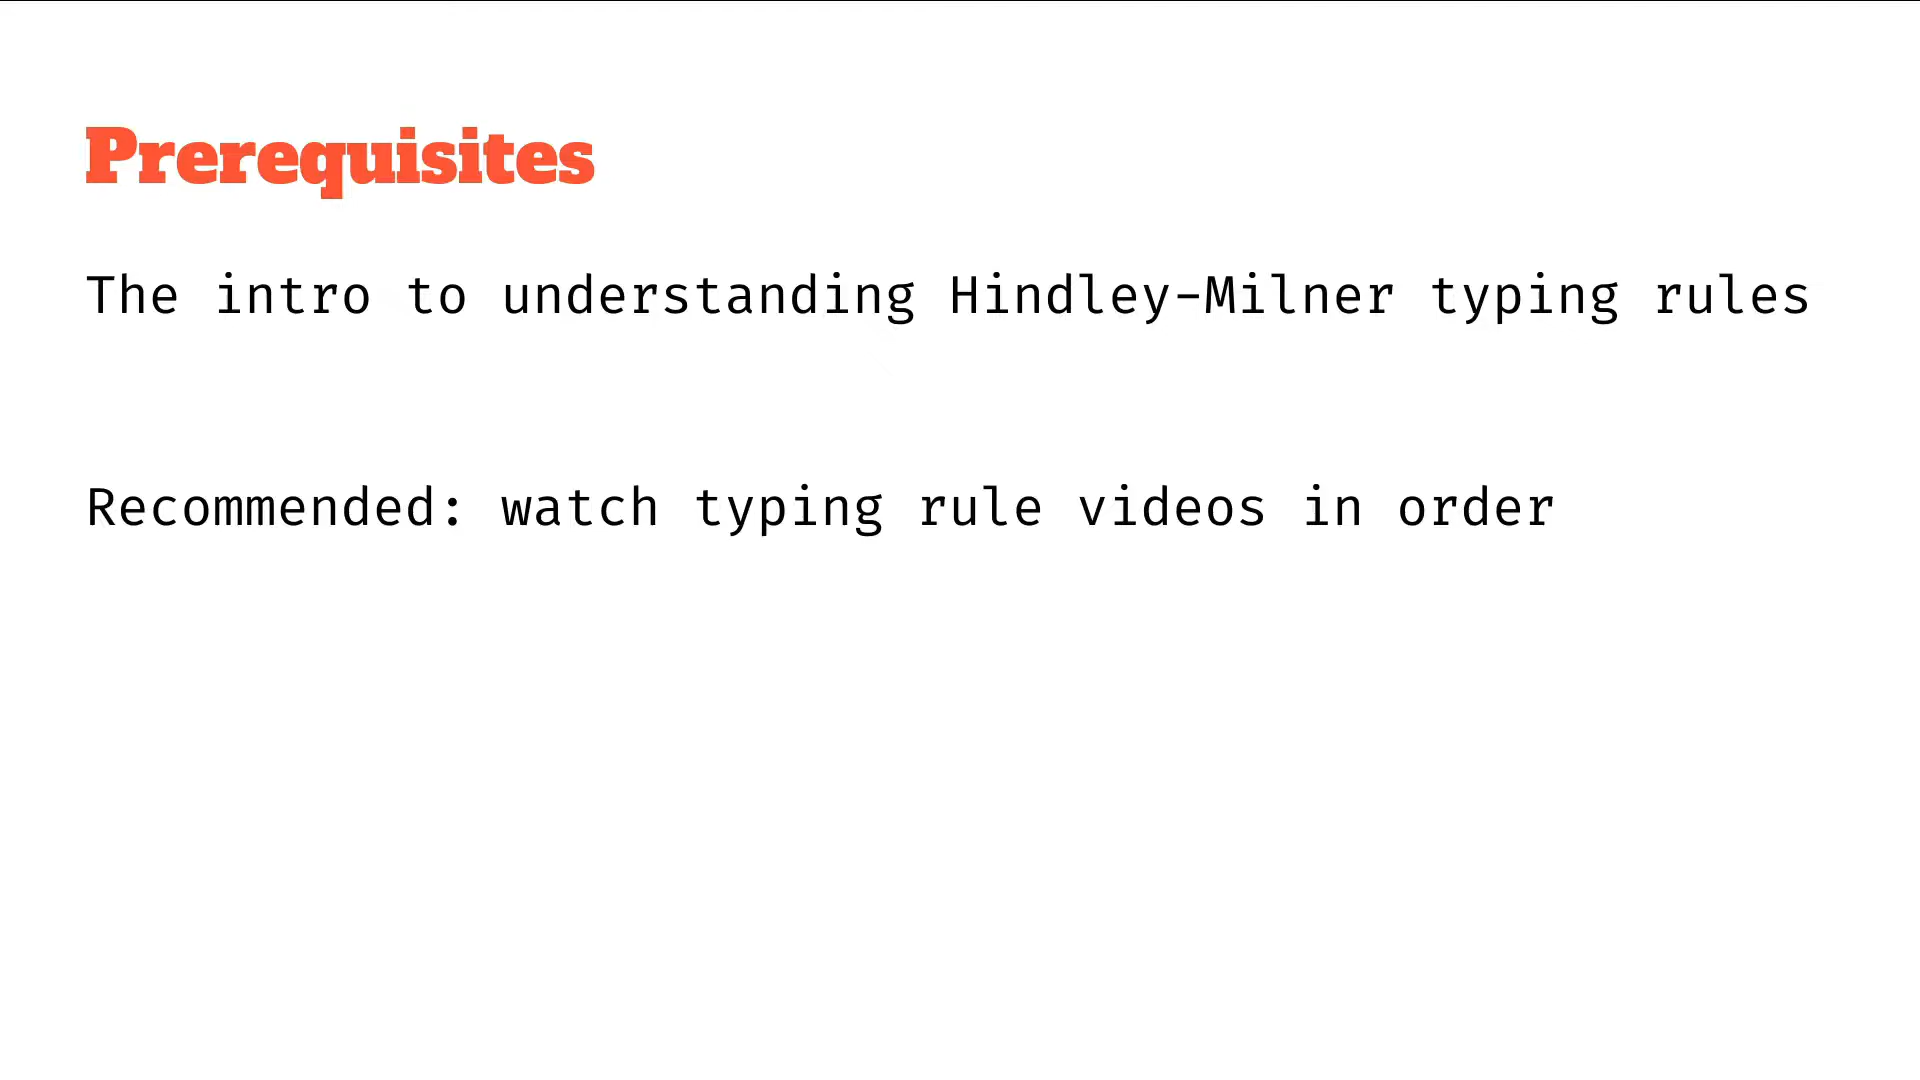 Prerequisites
The intro to understanding Hindley-Milner typing rules
Recommended: watch typing rule videos in order